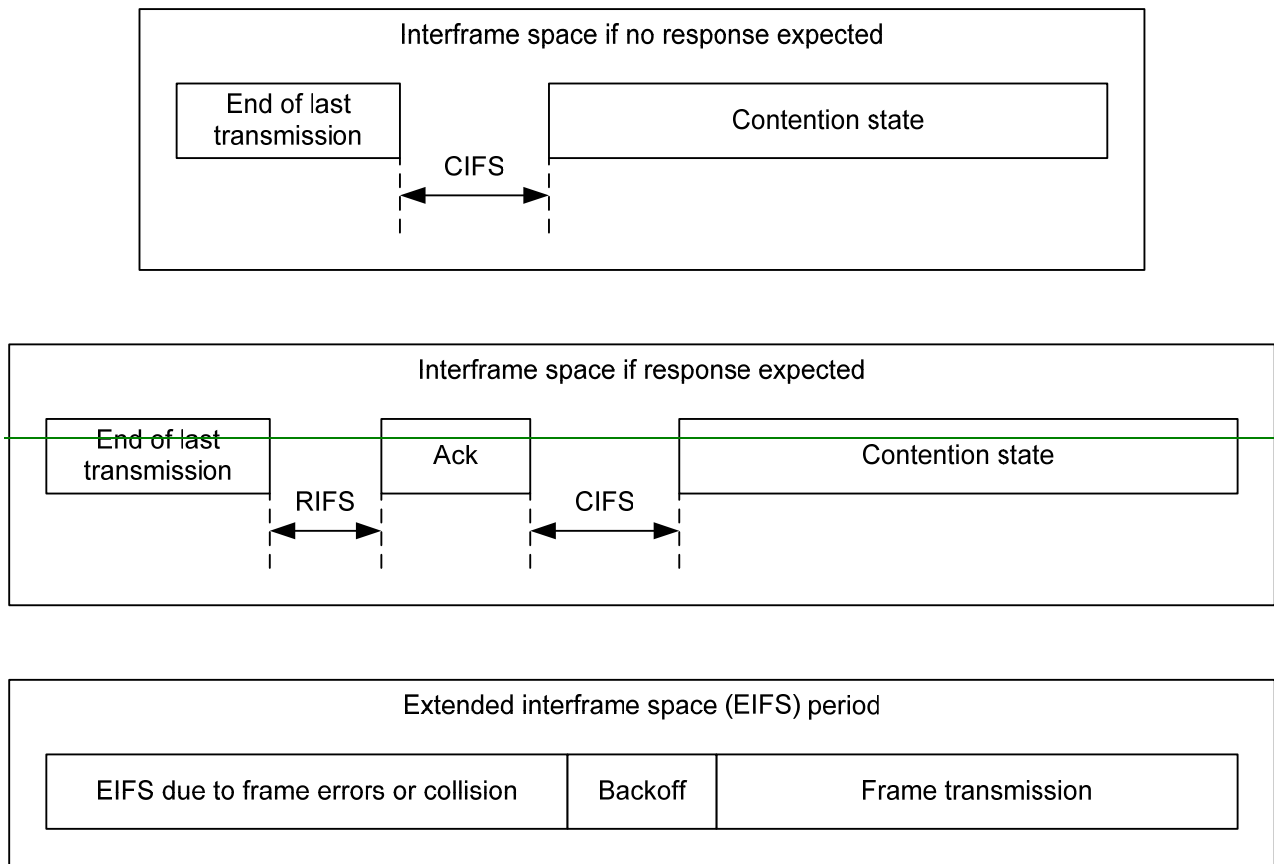 Interframe space if no response expected
End of last
transmission
Contention state
CIFS
Interframe space if response expected
End of last
transmission
Ack
Contention state
RIFS
CIFS
Extended interframe space (EIFS) period
EIFS due to frame errors or collision
Backoff
Frame transmission